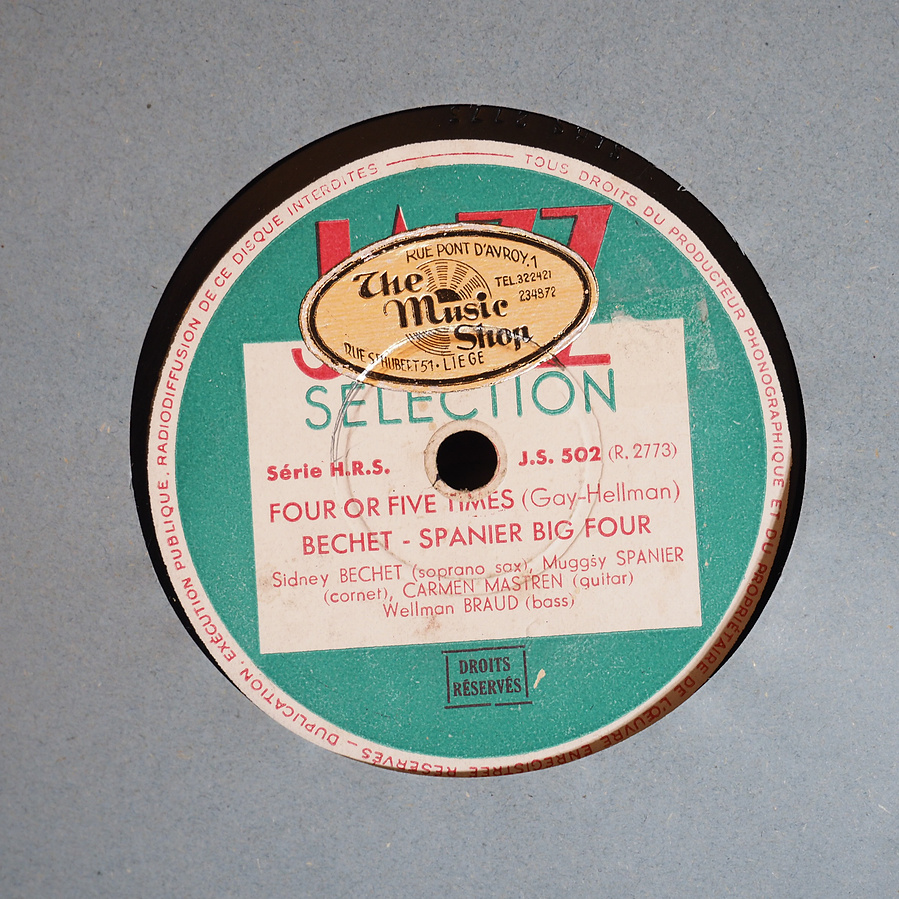 TOUS DROITS DU PRODUCTEUR PHONOGRAPHIQUE ET DU PROPRIÉTAIRE DE L'ŒUVRE ENREGISTRÉE RÉSERVÉS — DUPLICATION, EXÉCUTION PUBLIQUE, RADIODIFFUSION DE CE DISQUE INTERDITES
JAZZ
RUE PONT D'AVROY.1
The
Music
Shop
TEL.322421
234972
RUE St HUBERT 51 • LIEGE
SELECTION
Série H.R.S.
J.S. 502 (R. 2773)
FOUR OR FIVE TIMES (Gay-Hellman)
BECHET - SPANIER BIG FOUR
Sidney BECHET (soprano sax), Muggsy SPANIER
(cornet), CARMEN MASTREN (guitar)
Wellman BRAUD (bass)
DROITS
RÉSERVÉS